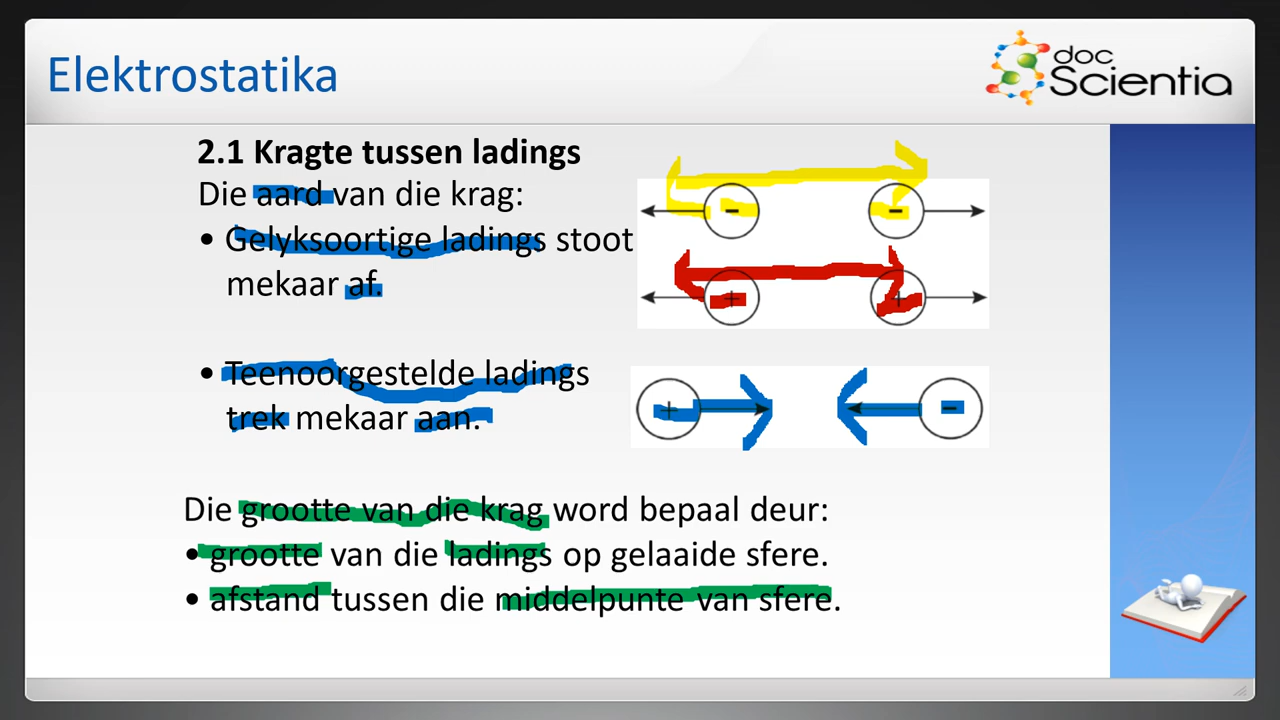 Elektrostatika
doc
Scientia
2.1 Kragte tussen ladings
Die aard van die krag:
• Gelyksoortige ladings stoot
mekaar af.
- -
+ +
• Teenoorgestelde ladings
trek mekaar aan.
+ -
Die grootte van die krag word bepaal deur:
• grootte van die ladings op gelaaide sfere.
• afstand tussen die middelpunte van sfere.